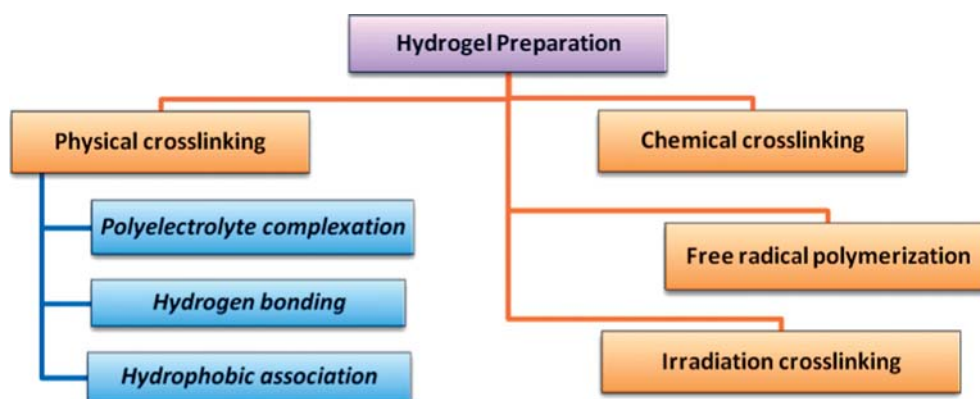 Hydrogel Preparation
Physical crosslinking
Polyelectrolyte complexation
Hydrogen bonding
Hydrophobic association
Chemical crosslinking
Free radical polymerization
Irradiation crosslinking